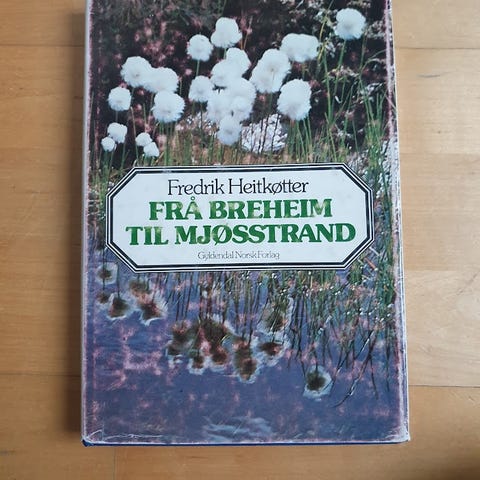 Fredrik Heitkøtter
FRÅ BREHEIM
TIL MJØSSTRAND
Gyldendal Norsk Forlag